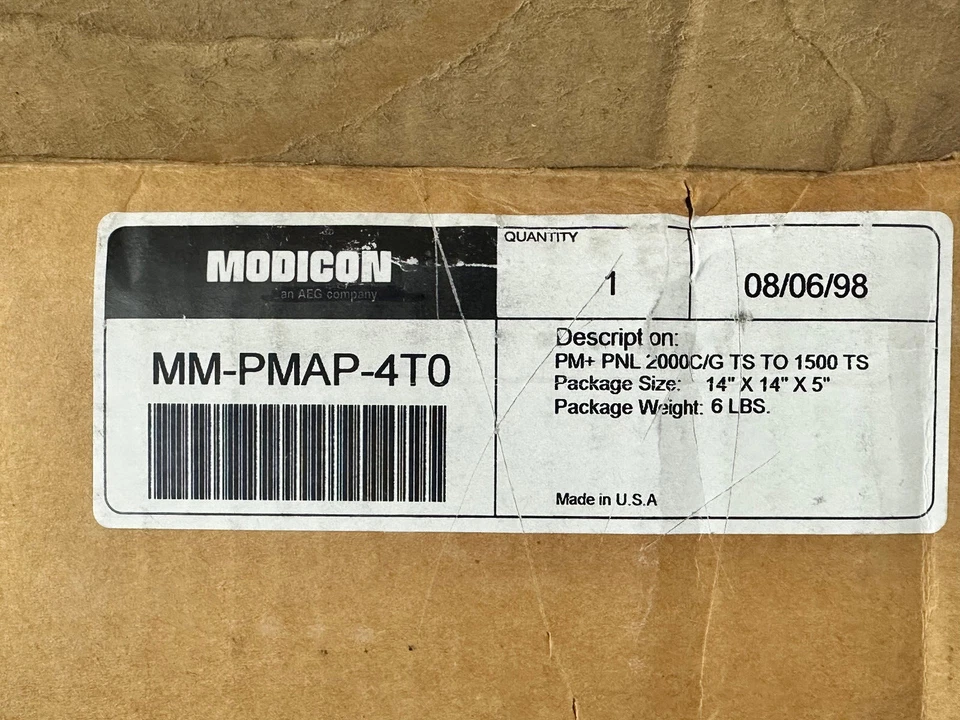 MODICON
an AEG company
QUANTITY
1
08/06/98
MM-PMAP-4T0
Descript on:
PM+ PNL 2000C/G TS TO 1500 TS
Package Size: 14" X 14" X 5"
Package Weight: 6 LBS.
Made in U.S.A